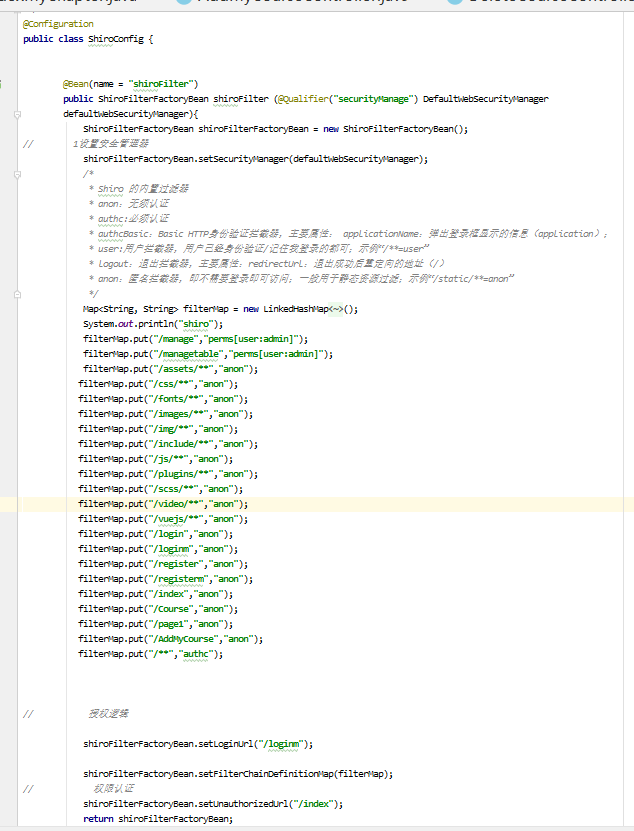 @Configuration
public class ShiroConfig {
@Bean(name = "shiroFilter")
public ShiroFilterFactoryBean shiroFilter (@Qualifier("securityManage") DefaultWebSecurityManager
defaultWebSecurityManager){
ShiroFilterFactoryBean shiroFilterFactoryBean = new ShiroFilterFactoryBean();
// 1设置安全管理器
shiroFilterFactoryBean.setSecurityManager(defaultWebSecurityManager);
/*
* Shiro 的内置过滤器
* anon：无须认证
* authc:必须认证
* authcBasic：Basic HTTP身份验证拦截器，主要属性： applicationName：弹出登录框显示的信息（application）；
* user:用户拦截器，用户已经身份验证/记住我登录的都可；示例“/**=user”
* logout：退出拦截器，主要属性：redirectUrl：退出成功后重定向的地址（/）
* anon：匿名拦截器，即不需要登录即可访问；一般用于静态资源过滤；示例“/static/**=anon”
*/
Map<String, String> filterMap = new LinkedHashMap<~>();
System.out.println("shiro");
filterMap.put("/manage","perms[user:admin]");
filterMap.put("/managetable","perms[user:admin]");
filterMap.put("/assets/**","anon");
filterMap.put("/css/**","anon");
filterMap.put("/fonts/**","anon");
filterMap.put("/images/**","anon");
filterMap.put("/img/**","anon");
filterMap.put("/include/**","anon");
filterMap.put("/js/**","anon");
filterMap.put("/plugins/**","anon");
filterMap.put("/scss/**","anon");
filterMap.put("/video/**","anon");
filterMap.put("/vuejs/**","anon");
filterMap.put("/login","anon");
filterMap.put("/loginm","anon");
filterMap.put("/register","anon");
filterMap.put("/registerm","anon");
filterMap.put("/index","anon");
filterMap.put("/Course","anon");
filterMap.put("/page1","anon");
filterMap.put("/AddMyCourse","anon");
filterMap.put("/**","authc");
// 授权逻辑
shiroFilterFactoryBean.setLoginUrl("/loginm");
shiroFilterFactoryBean.setFilterChainDefinitionMap(filterMap);
// 权限认证
shiroFilterFactoryBean.setUnauthorizedUrl("/index");
return shiroFilterFactoryBean;